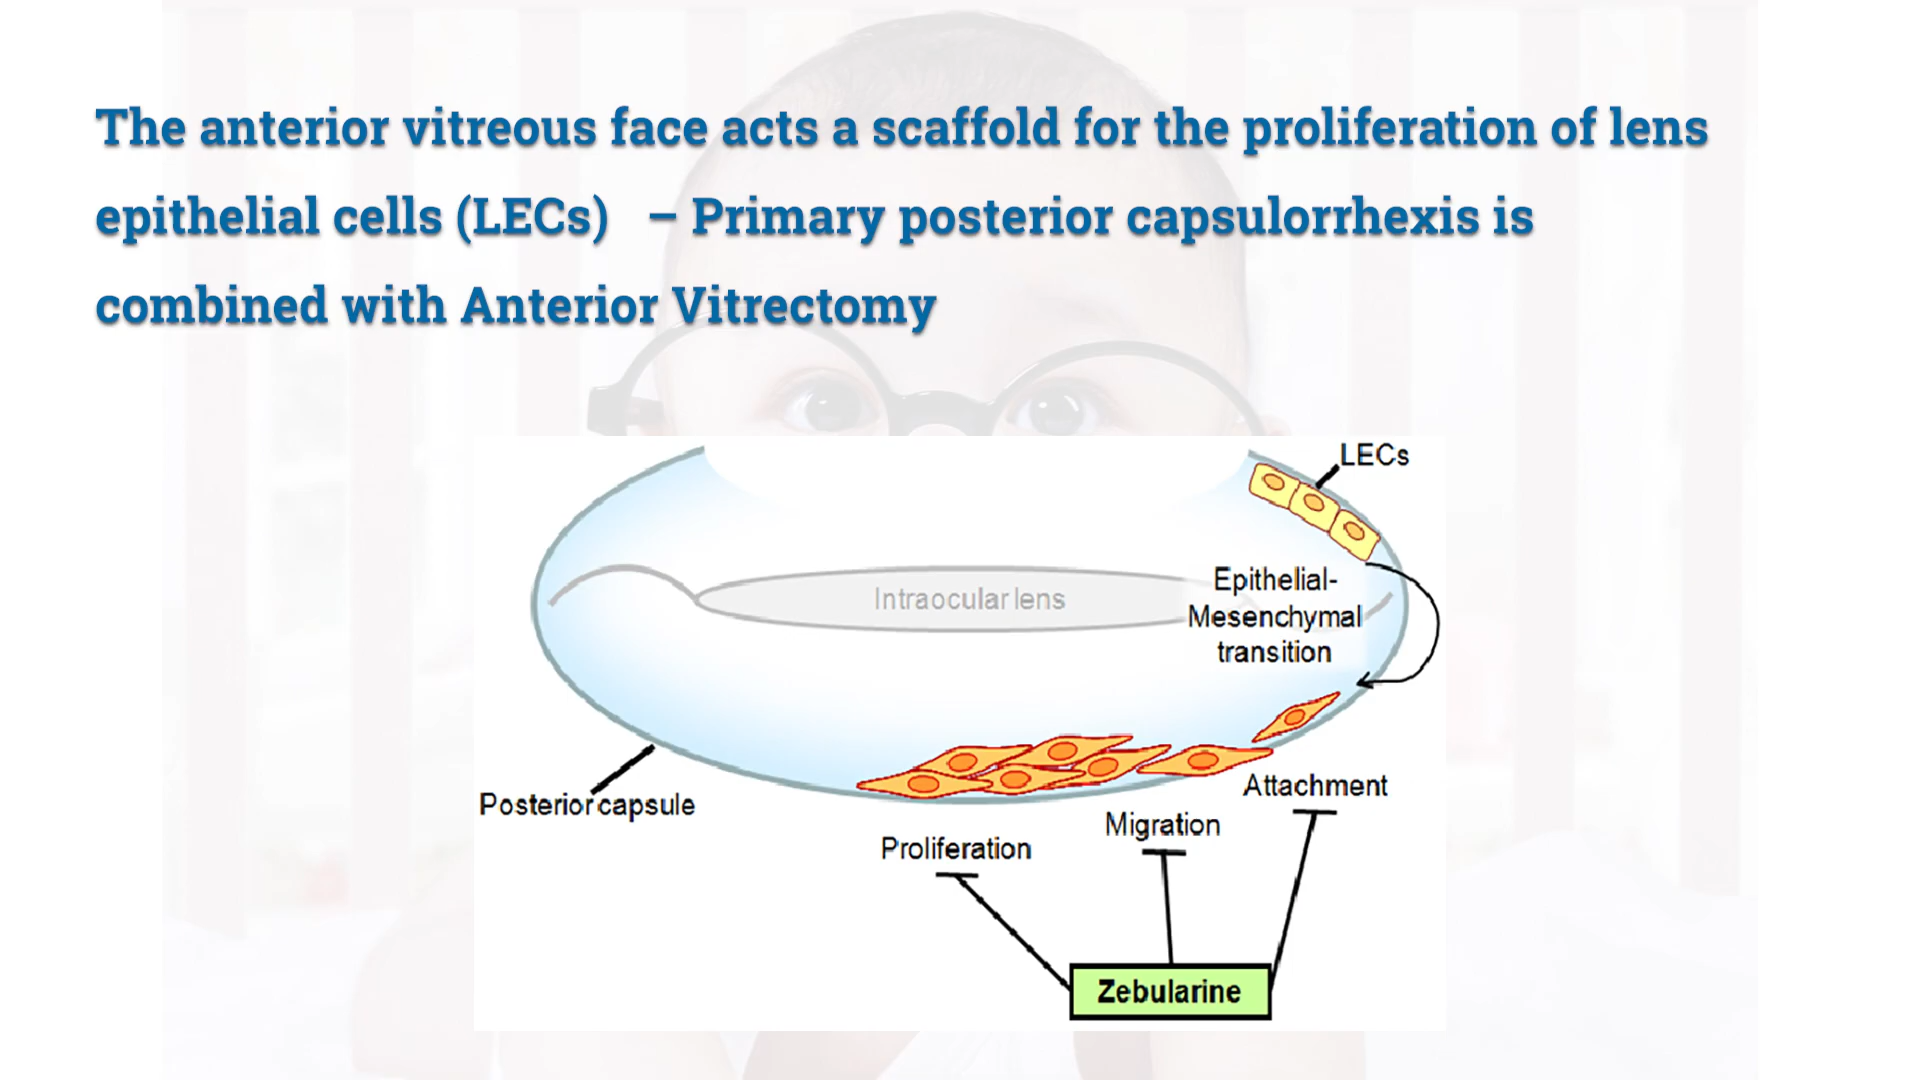 The anterior vitreous face acts a scaffold for the proliferation of lens
epithelial cells (LECs) – Primary posterior capsulorrhexis is
combined with Anterior Vitrectomy
LECs
Epithelial-
Mesenchymal
transition
Intraocular lens
Attachment
Posterior capsule
Migration
Proliferation
Zebularine